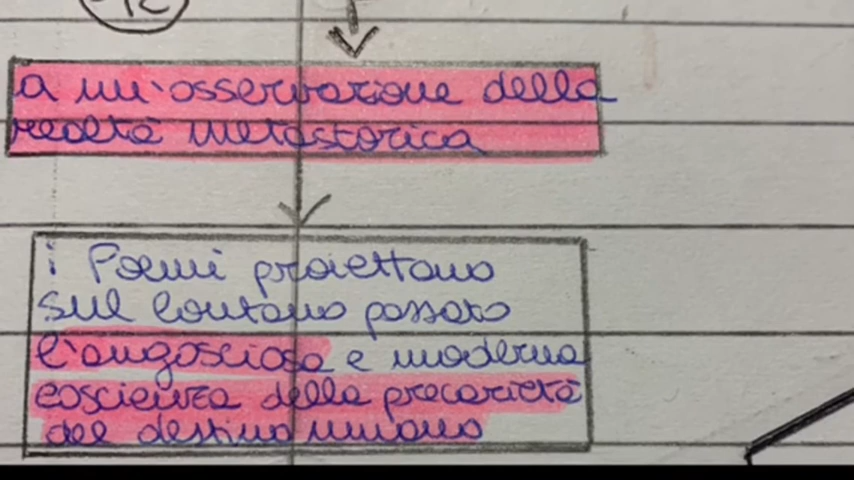 a un'osservazione della
realtà metastorica
i Poemi proiettano
sul lontano passato
l'angosciosa e moderna
coscienza della precarietà
del destino umano